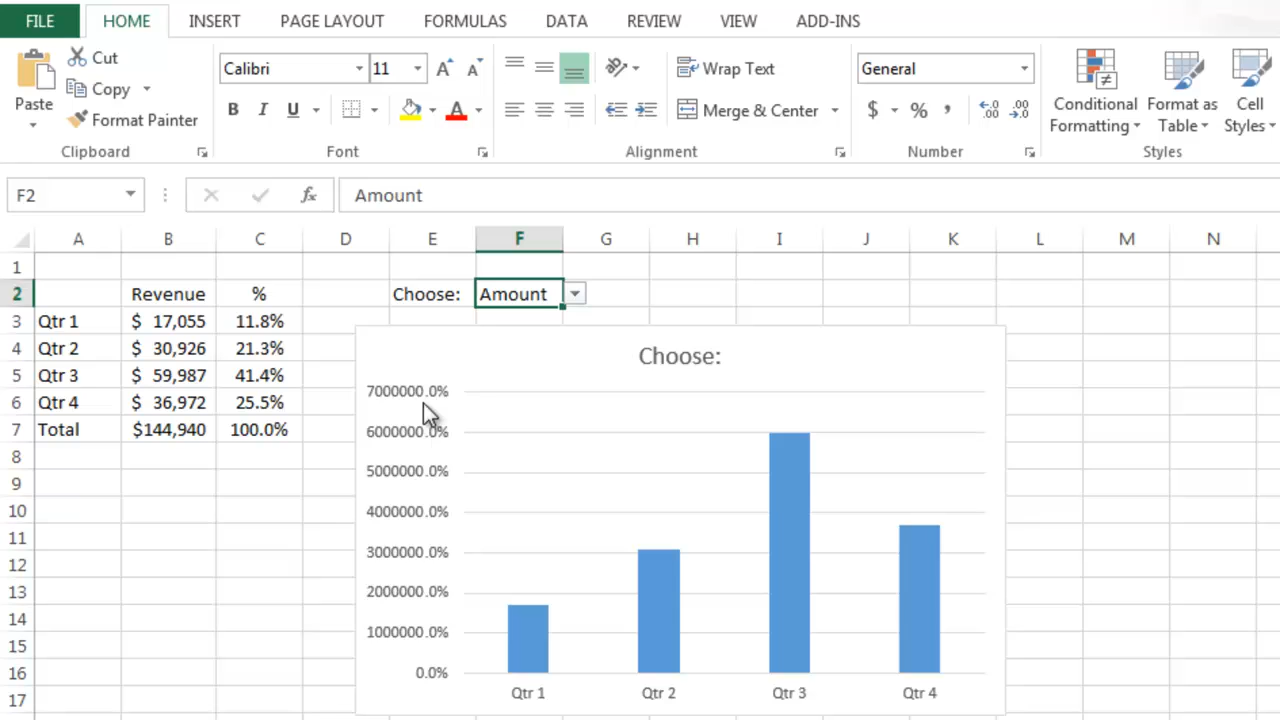 FILE HOME INSERT PAGE LAYOUT FORMULAS DATA REVIEW VIEW ADD-INS
Cut
Copy
Format Painter
Paste
Clipboard
Calibri 11 A A
B I U A
Font
Wrap Text
Merge & Center
Alignment
General
$ % , .00 .00
Number
Conditional Formatting
Format as Table
Cell Styles
Styles
F2 fx Amount
A B C D E F G H I J K L M N
1
2 Revenue % Choose: Amount
3 Qtr 1 $ 17,055 11.8%
4 Qtr 2 $ 30,926 21.3%
5 Qtr 3 $ 59,987 41.4%
6 Qtr 4 $ 36,972 25.5%
7 Total $144,940 100.0%
8
9
10
11
12
13
14
15
16
17
Choose:
7000000.0%
6000000.0%
5000000.0%
4000000.0%
3000000.0%
2000000.0%
1000000.0%
0.0%
Qtr 1 Qtr 2 Qtr 3 Qtr 4